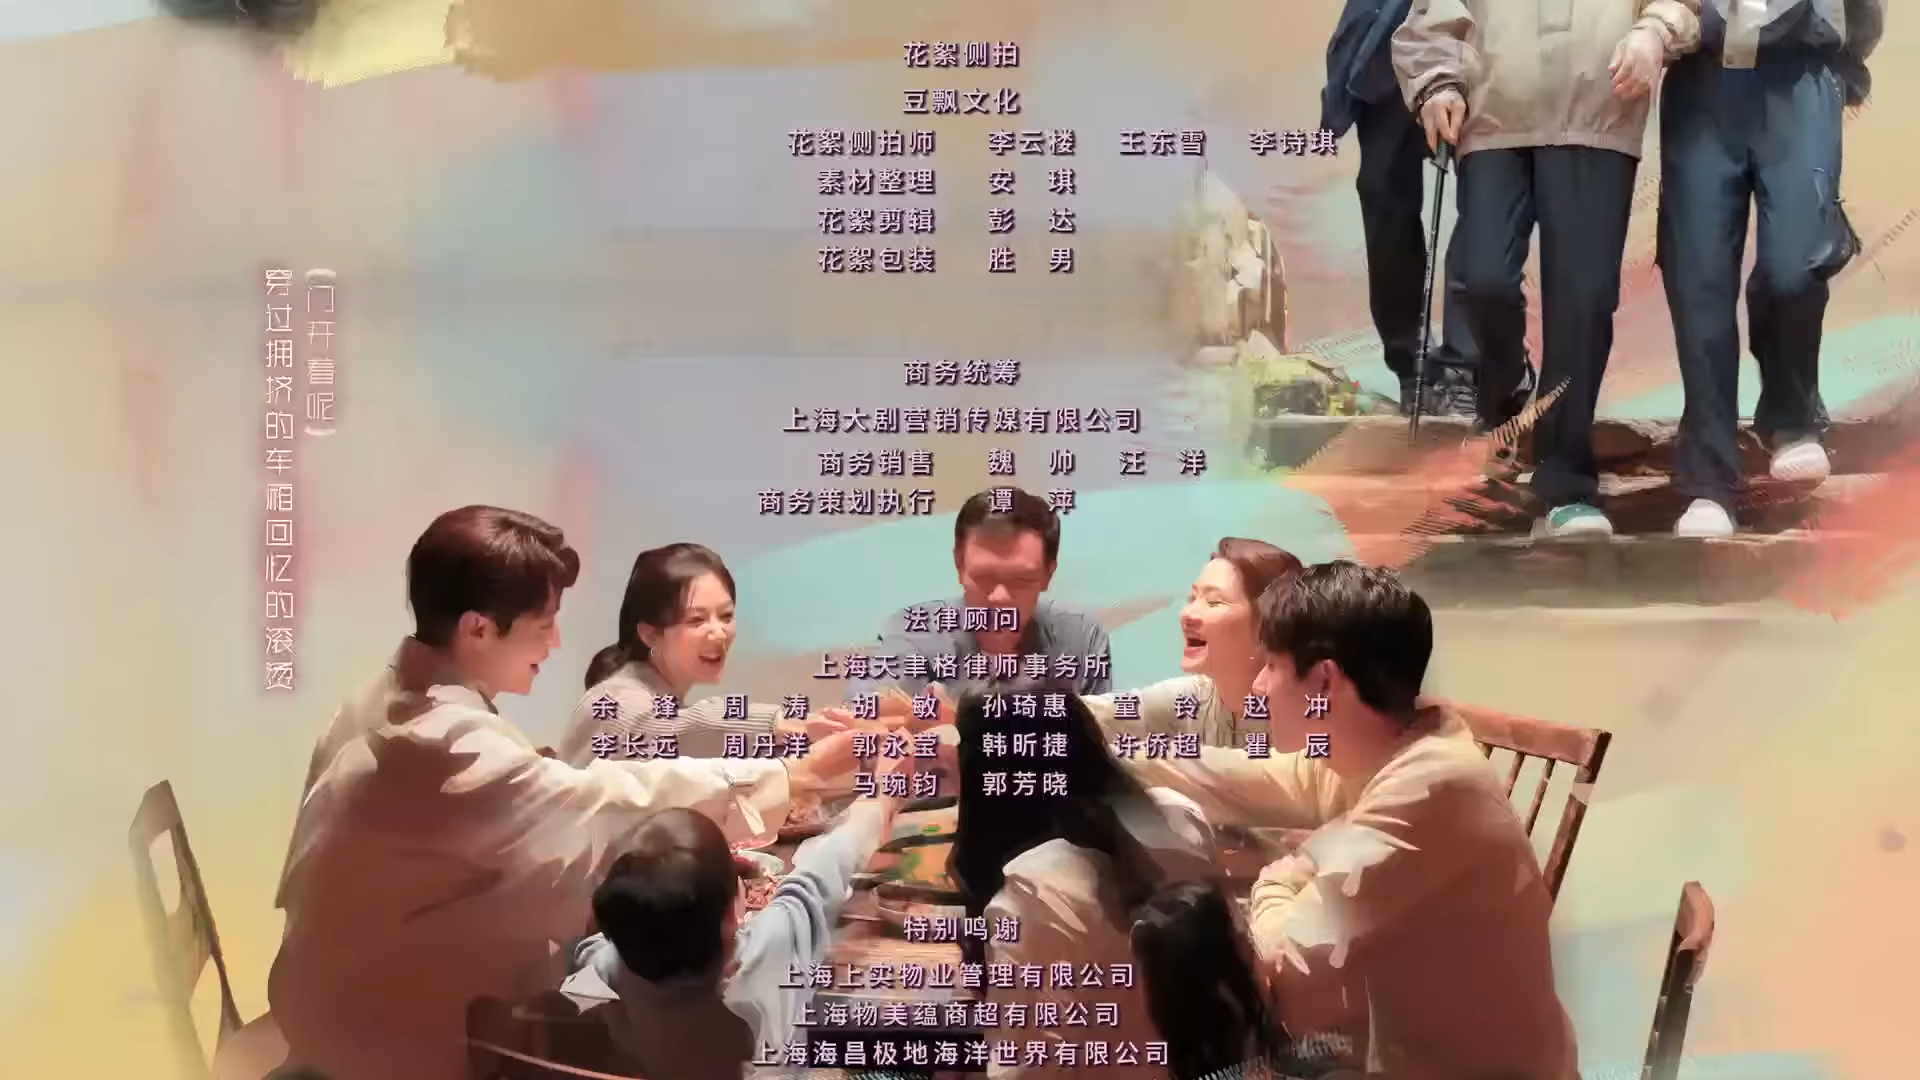 花絮侧拍
豆飘文化
花絮侧拍师 李云楼 王东雪 李诗琪
素材整理 安琪
花絮剪辑 彭达
花絮包装 胜男
商务统筹
上海大剧营销传媒有限公司
商务销售 魏帅 汪洋
商务策划执行 谭萍
法律顾问
上海天聿格律师事务所
余锋 周涛 胡敏 孙琦惠 童铃 赵冲
李长远 周丹洋 郭永莹 韩昕捷 许侨超 瞿辰
马琬钧 郭芳晓
特别鸣谢
上海上实物业管理有限公司
上海物美蕴商超有限公司
上海海昌极地海洋世界有限公司
《门开着呢》
穿过拥挤的车厢回忆的滚烫